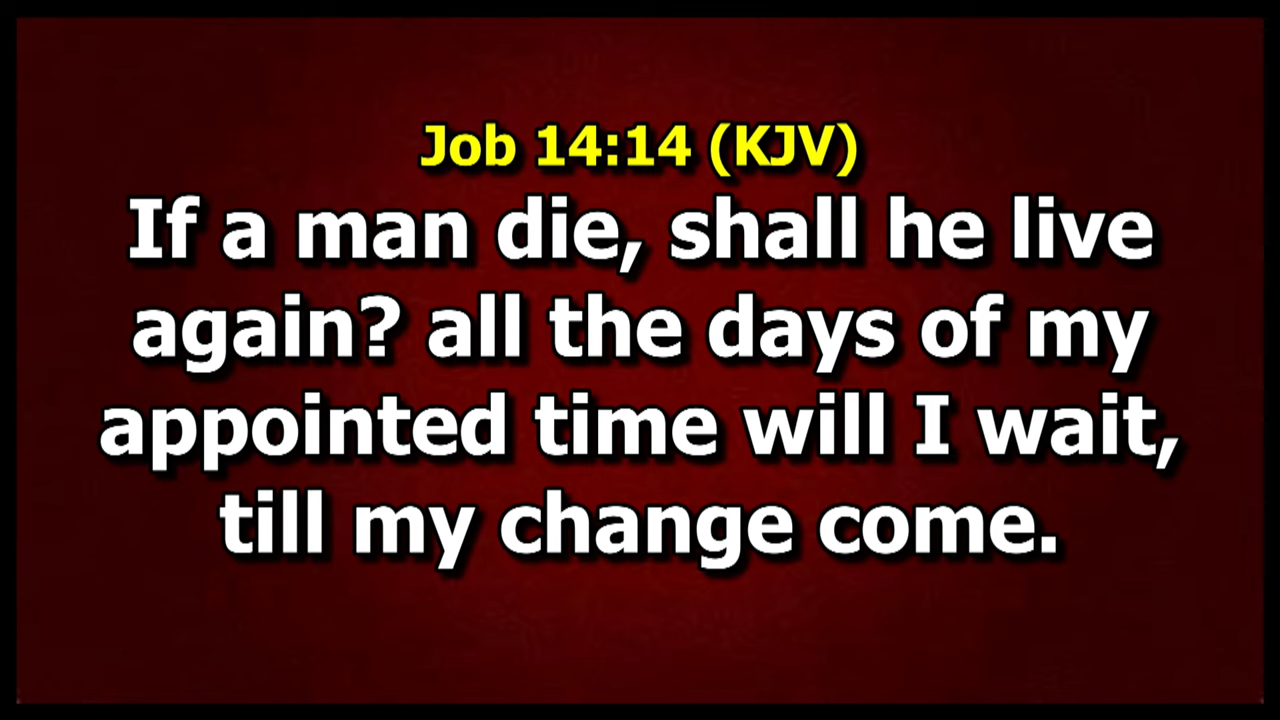 Job 14:14 (KJV)
If a man die, shall he live
again? all the days of my
appointed time will I wait,
till my change come.